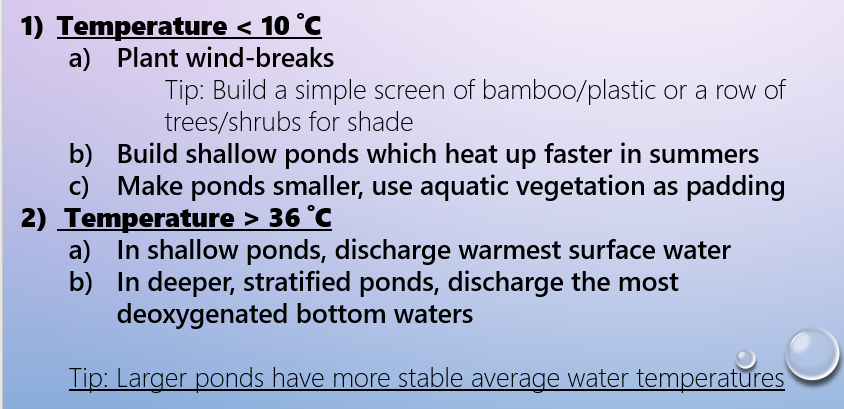 1) Temperature < 10 ˚C
a) Plant wind-breaks
Tip: Build a simple screen of bamboo/plastic or a row of
trees/shrubs for shade
b) Build shallow ponds which heat up faster in summers
c) Make ponds smaller, use aquatic vegetation as padding
2) Temperature > 36 ˚C
a) In shallow ponds, discharge warmest surface water
b) In deeper, stratified ponds, discharge the most
deoxygenated bottom waters
Tip: Larger ponds have more stable average water temperatures